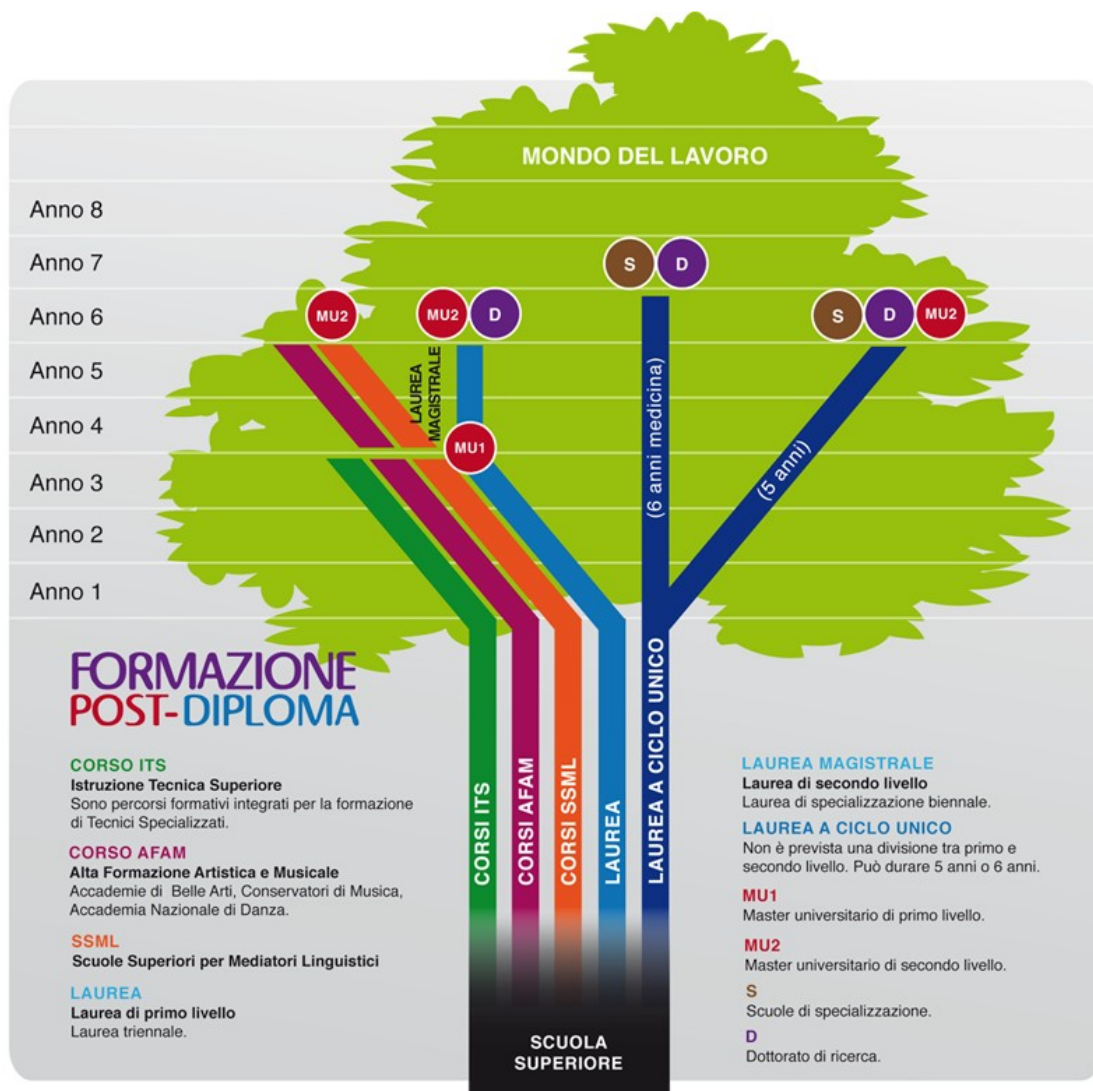 MONDO DEL LAVORO
Anno 8
Anno 7
S
D
Anno 6
MU2
MU2
D
S
D
MU2
Anno 5
LAUREA
MAGISTRALE
Anno 4
MU1
(6 anni medicina)
(5 anni)
Anno 3
Anno 2
Anno 1
FORMAZIONE
POST-DIPLOMA
CORSO ITS
Istruzione Tecnica Superiore
Sono percorsi formativi integrati per la formazione
di Tecnici Specializzati.
CORSO AFAM
Alta Formazione Artistica e Musicale
Accademie di Belle Arti, Conservatori di Musica,
Accademia Nazionale di Danza.
SSML
Scuole Superiori per Mediatori Linguistici
LAUREA
Laurea di primo livello
Laurea triennale.
CORSI ITS
CORSI AFAM
CORSI SSML
LAUREA
LAUREA A CICLO UNICO
SCUOLA
SUPERIORE
LAUREA MAGISTRALE
Laurea di secondo livello
Laurea di specializzazione biennale.
LAUREA A CICLO UNICO
Non è prevista una divisione tra primo e
secondo livello. Può durare 5 anni o 6 anni.
MU1
Master universitario di primo livello.
MU2
Master universitario di secondo livello.
S
Scuole di specializzazione.
D
Dottorato di ricerca.